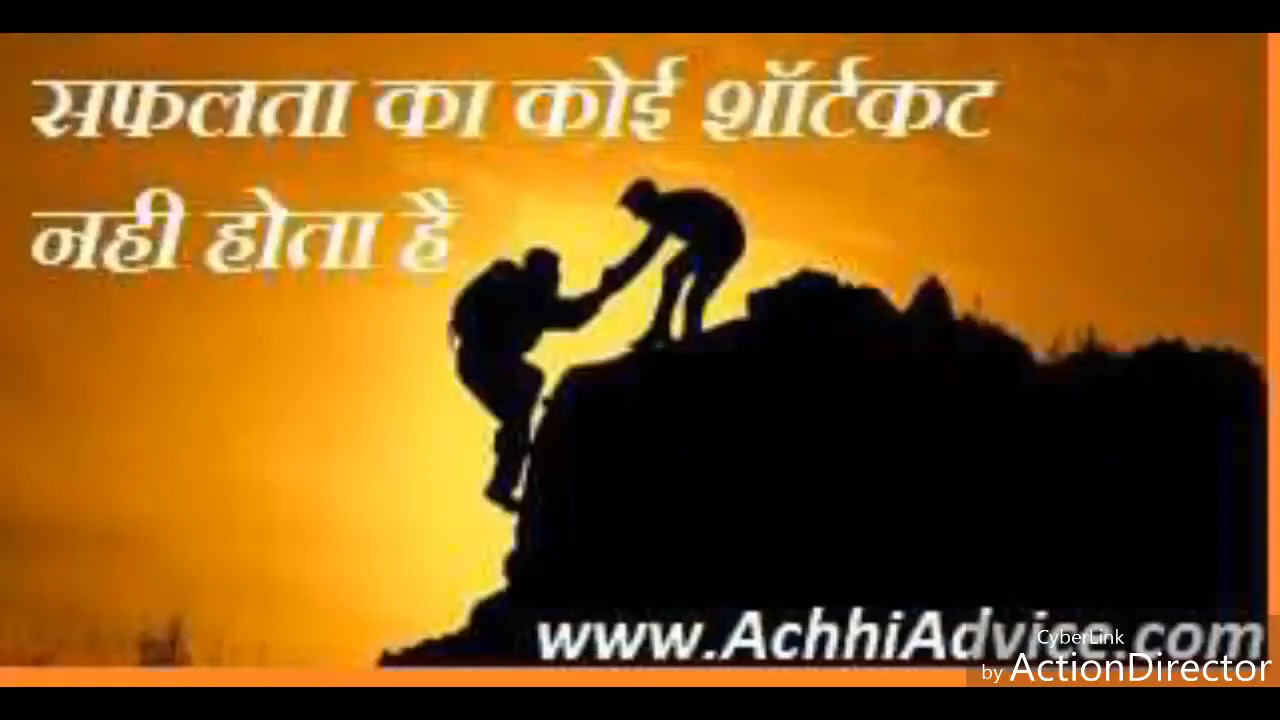 सफलता का कोई शॉर्टकट
नही होता है
www.AchhiAdvice.com
CyberLink
by ActionDirector